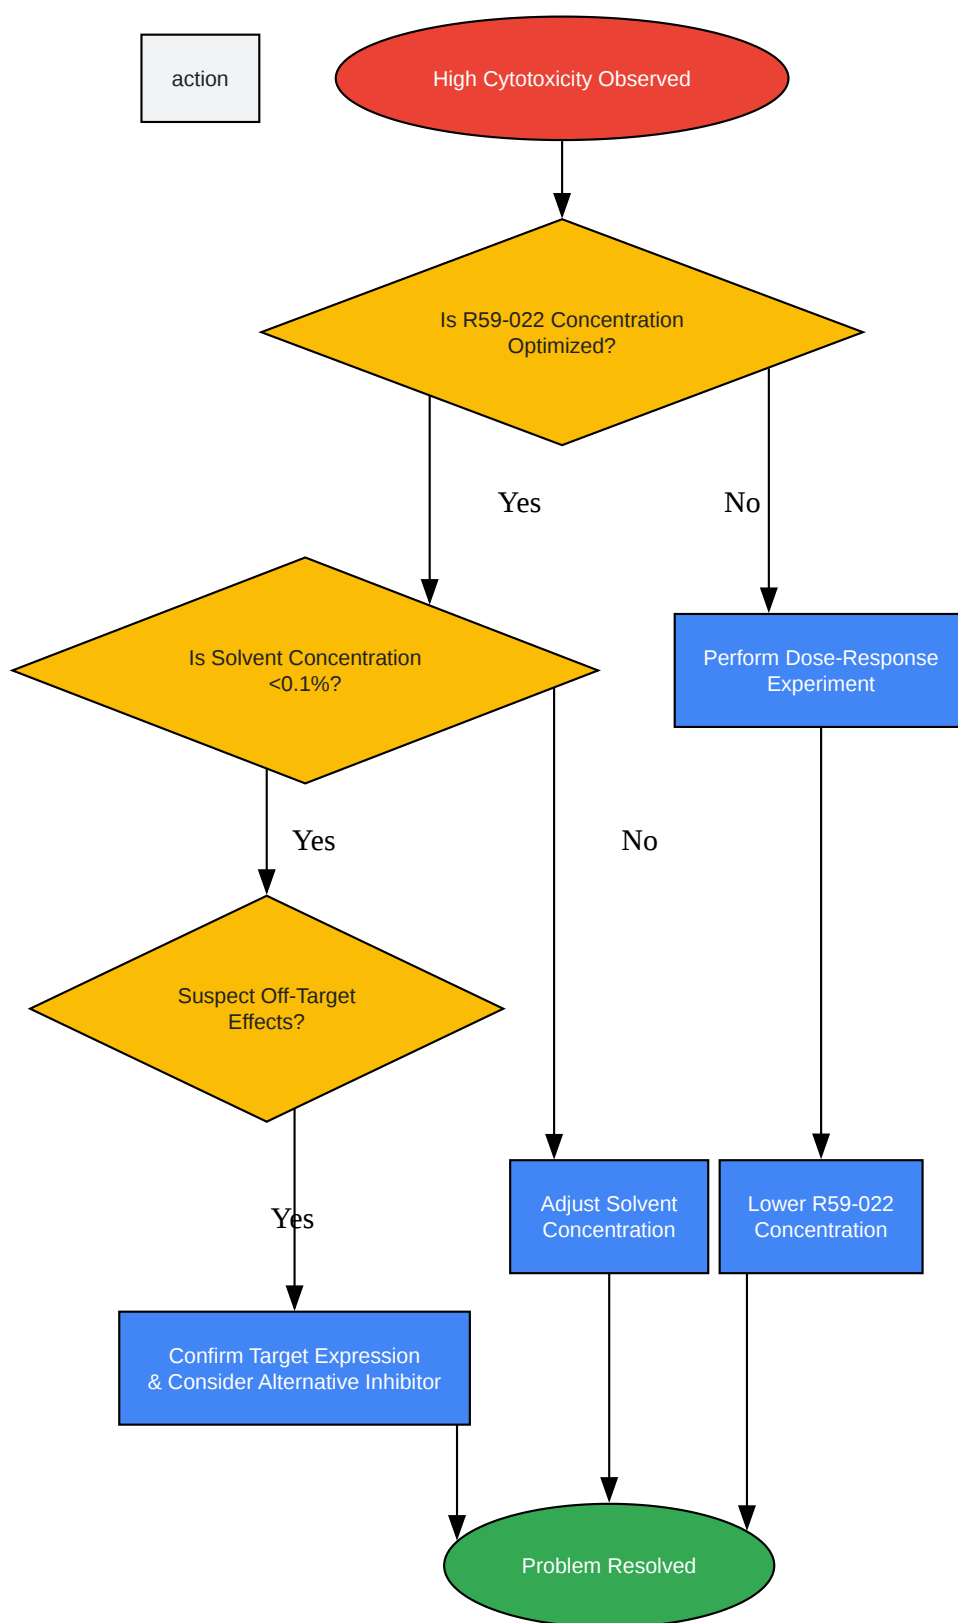 action
High Cytotoxicity Observed
Is R59-022 Concentration
Optimized?
Yes
No
Is Solvent Concentration
<0.1%?
Perform Dose-Response
Experiment
Yes
No
Suspect Off-Target
Effects?
Yes
Adjust Solvent
Concentration
Lower R59-022
Concentration
Confirm Target Expression
& Consider Alternative Inhibitor
Problem Resolved